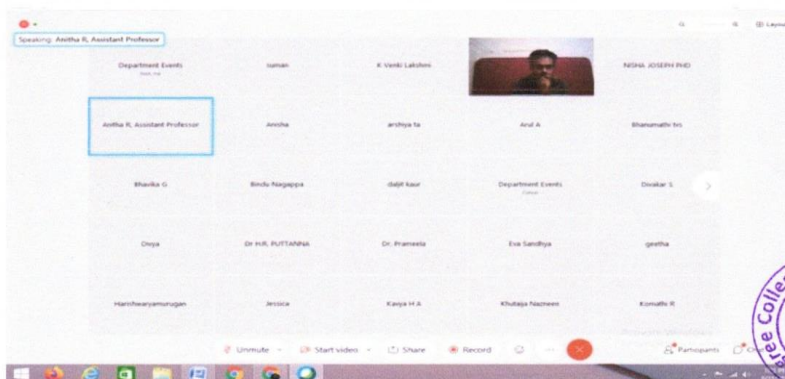 Layout
Speaking: Anitha R, Assistant Professor
Department Events
suman
K Venki Lakshmi
NISHA JOSEPH PHD
Anitha R, Assistant Professor
Anisha
arshiya ta
Arul A
Bhanumathi tvs
Bhavika G
Bindu Nagappa
daljit kaur
Department Events
Divakar S
Divya
Dr H.R. PUTTANNA
Dr. Prameela
Eva Sandhya
geetha
Harishwaryamurugan
Jessica
Kavya H A
Khutaija Nazneen
Komathi R
Unmute
Start video
Share
Record
Participants